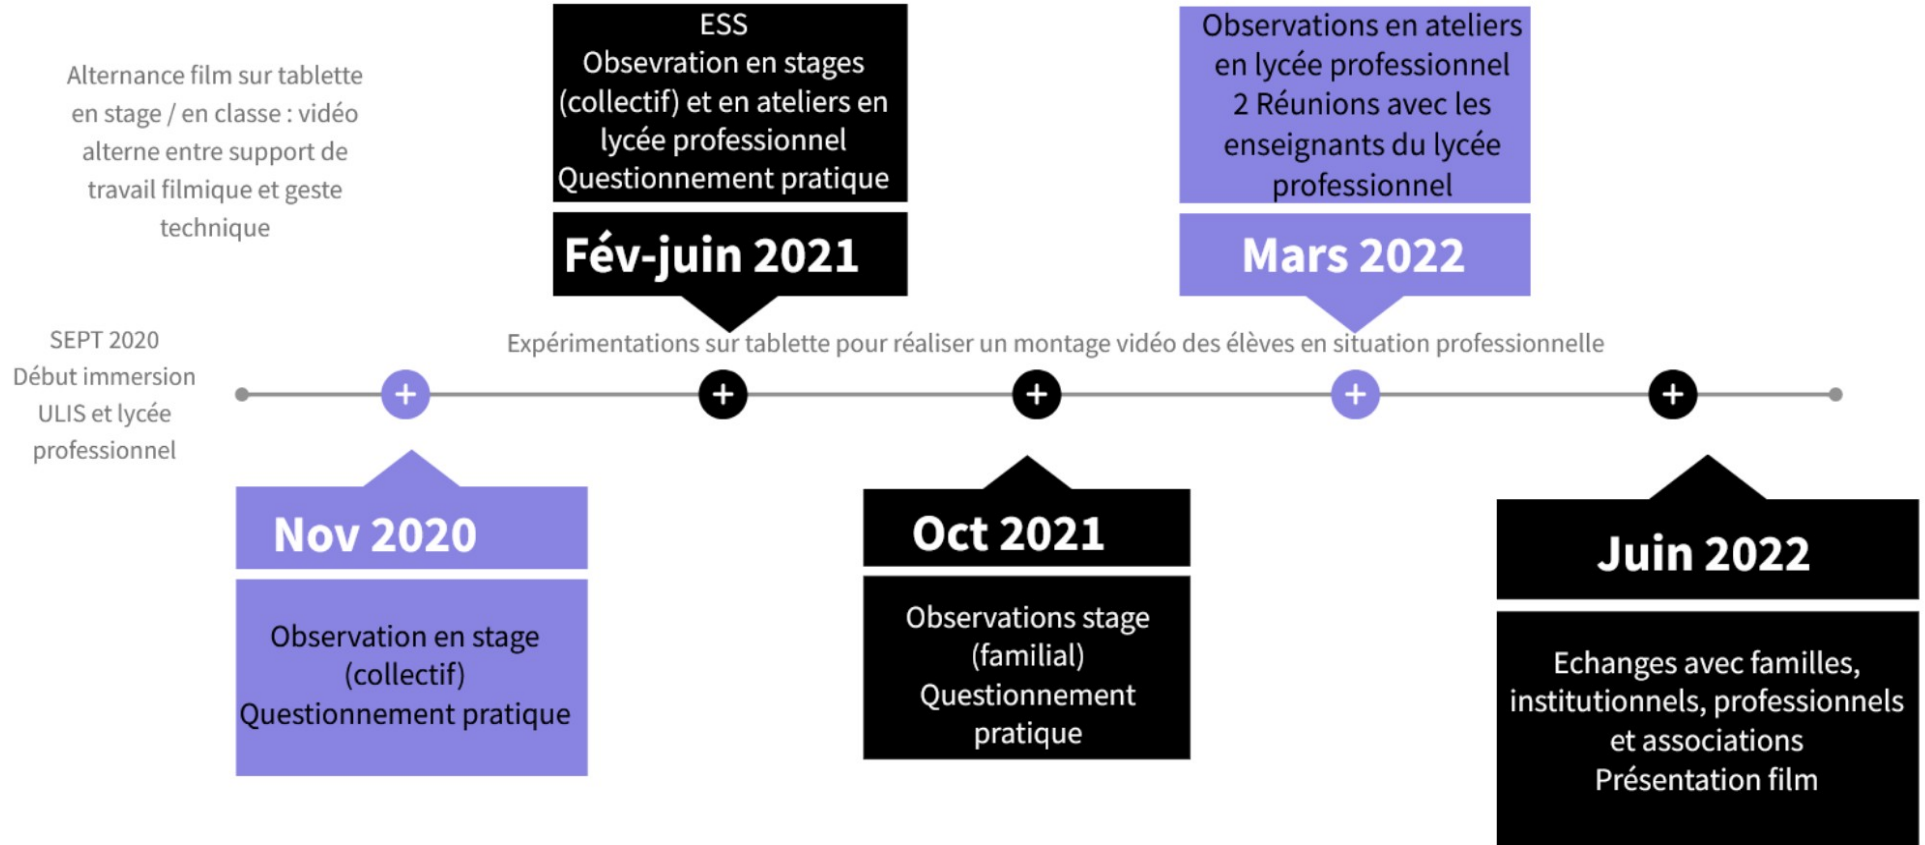 Alternance film sur tablette
en stage / en classe : vidéo
alterne entre support de
travail filmique et geste
technique
ESS
Obsevration en stages
(collectif) et en ateliers en
lycée professionnel
Questionnement pratique
Fév-juin 2021
Observations en ateliers
en lycée professionnel
2 Réunions avec les
enseignants du lycée
professionnel
Mars 2022
SEPT 2020
Début immersion
ULIS et lycée
professionnel
Expérimentations sur tablette pour réaliser un montage vidéo des élèves en situation professionnelle
Nov 2020
Observation en stage
(collectif)
Questionnement pratique
Oct 2021
Observations stage
(familial)
Questionnement
pratique
Juin 2022
Echanges avec familles,
institutionnels, professionnels
et associations
Présentation film